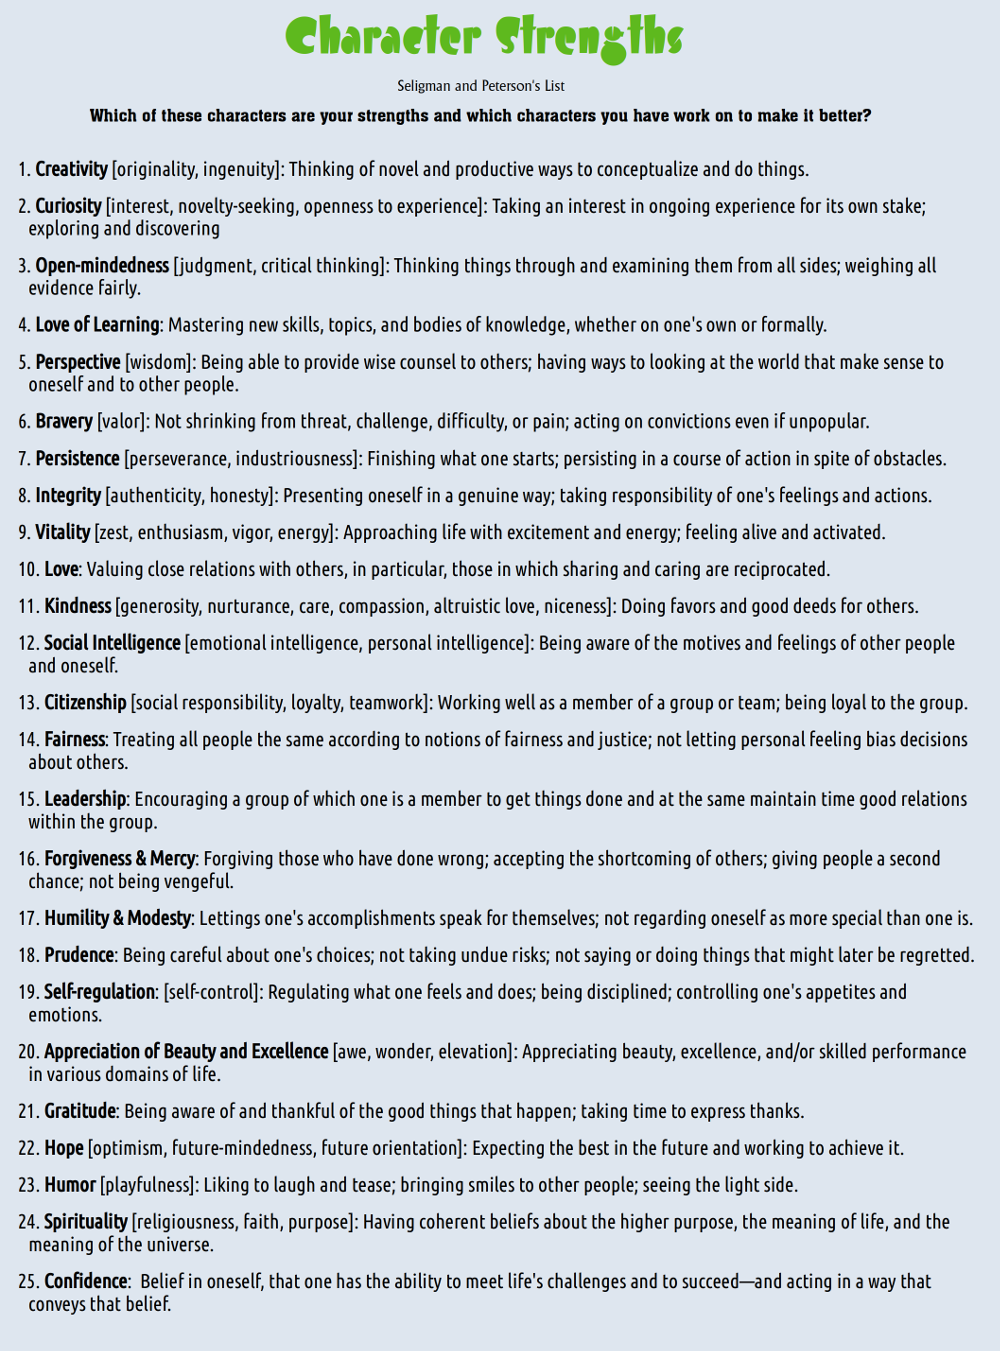 Character Strengths
Seligman and Peterson's List
Which of these characters are your strengths and which characters you have work on to make it better?
1. Creativity [originality, ingenuity]: Thinking of novel and productive ways to conceptualize and do things.
2. Curiosity [interest, novelty-seeking, openness to experience]: Taking an interest in ongoing experience for its own stake;
exploring and discovering
3. Open-mindedness [judgment, critical thinking]: Thinking things through and examining them from all sides; weighing all
evidence fairly.
4. Love of Learning: Mastering new skills, topics, and bodies of knowledge, whether on one's own or formally.
5. Perspective [wisdom]: Being able to provide wise counsel to others; having ways to looking at the world that make sense to
oneself and to other people.
6. Bravery [valor]: Not shrinking from threat, challenge, difficulty, or pain; acting on convictions even if unpopular.
7. Persistence [perseverance, industriousness]: Finishing what one starts; persisting in a course of action in spite of obstacles.
8. Integrity [authenticity, honesty]: Presenting oneself in a genuine way; taking responsibility of one's feelings and actions.
9. Vitality [zest, enthusiasm, vigor, energy]: Approaching life with excitement and energy; feeling alive and activated.
10. Love: Valuing close relations with others, in particular, those in which sharing and caring are reciprocated.
11. Kindness [generosity, nurturance, care, compassion, altruistic love, niceness]: Doing favors and good deeds for others.
12. Social Intelligence [emotional intelligence, personal intelligence]: Being aware of the motives and feelings of other people
and oneself.
13. Citizenship [social responsibility, loyalty, teamwork]: Working well as a member of a group or team; being loyal to the group.
14. Fairness: Treating all people the same according to notions of fairness and justice; not letting personal feeling bias decisions
about others.
15. Leadership: Encouraging a group of which one is a member to get things done and at the same maintain time good relations
within the group.
16. Forgiveness & Mercy: Forgiving those who have done wrong; accepting the shortcoming of others; giving people a second
chance; not being vengeful.
17. Humility & Modesty: Lettings one's accomplishments speak for themselves; not regarding oneself as more special than one is.
18. Prudence: Being careful about one's choices; not taking undue risks; not saying or doing things that might later be regretted.
19. Self-regulation: [self-control]: Regulating what one feels and does; being disciplined; controlling one's appetites and
emotions.
20. Appreciation of Beauty and Excellence [awe, wonder, elevation]: Appreciating beauty, excellence, and/or skilled performance
in various domains of life.
21. Gratitude: Being aware of and thankful of the good things that happen; taking time to express thanks.
22. Hope [optimism, future-mindedness, future orientation]: Expecting the best in the future and working to achieve it.
23. Humor [playfulness]: Liking to laugh and tease; bringing smiles to other people; seeing the light side.
24. Spirituality [religiousness, faith, purpose]: Having coherent beliefs about the higher purpose, the meaning of life, and the
meaning of the universe.
25. Confidence:  Belief in oneself, that one has the ability to meet life's challenges and to succeed—and acting in a way that
conveys that belief.